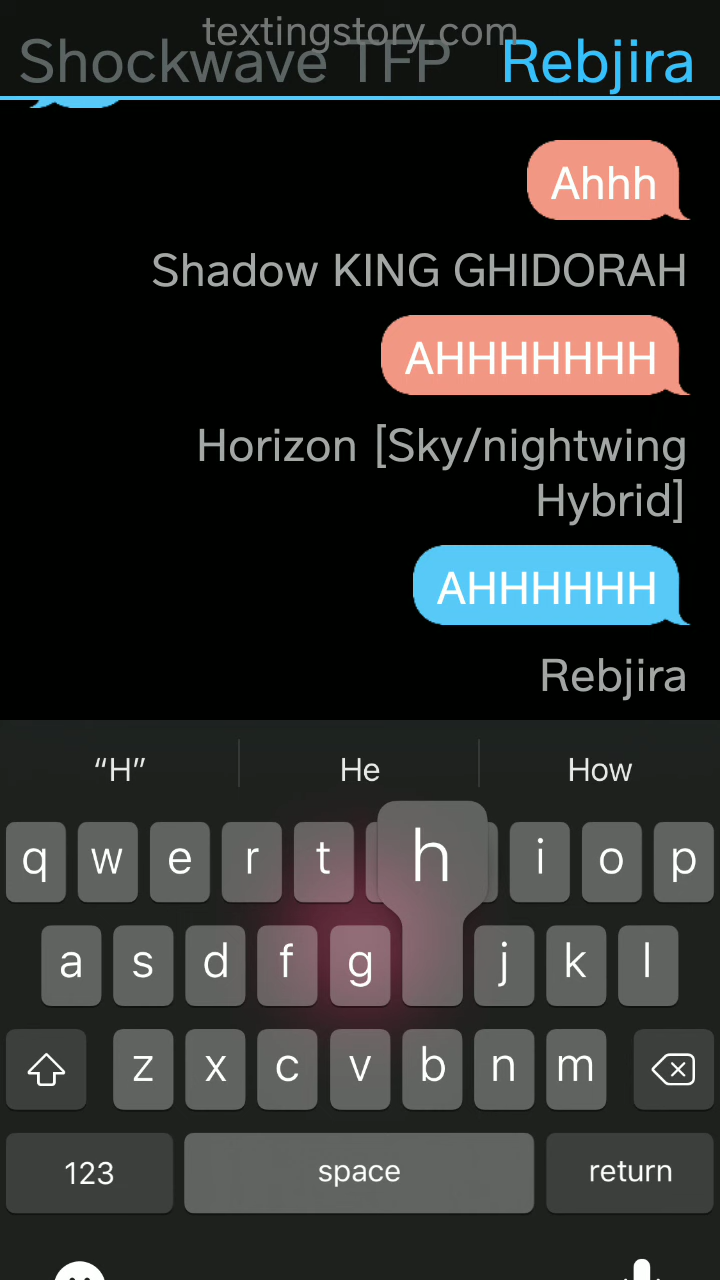 textingstory.com
Shockwave TFP Rebjira
Ahhh
Shadow KING GHIDORAH
AHHHHHHH
Horizon [Sky/nightwing
Hybrid]
AHHHHHH
Rebjira
“H” He How
q w e r t h i o p
a s d f g j k l
z x c v b n m
123 space return